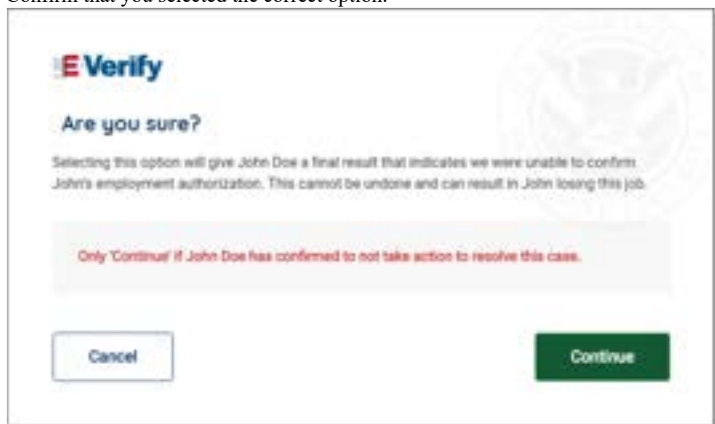 Confirm that you selected the correct option.
E Verify
Are you sure?
Selecting this option will give John Doe a final result that indicates we were unable to confirm
John's employment authorization. This cannot be undone and can result in John losing this job.
Only 'Continue' if John Doe has confirmed to not take action to resolve this case.
Cancel
Continue